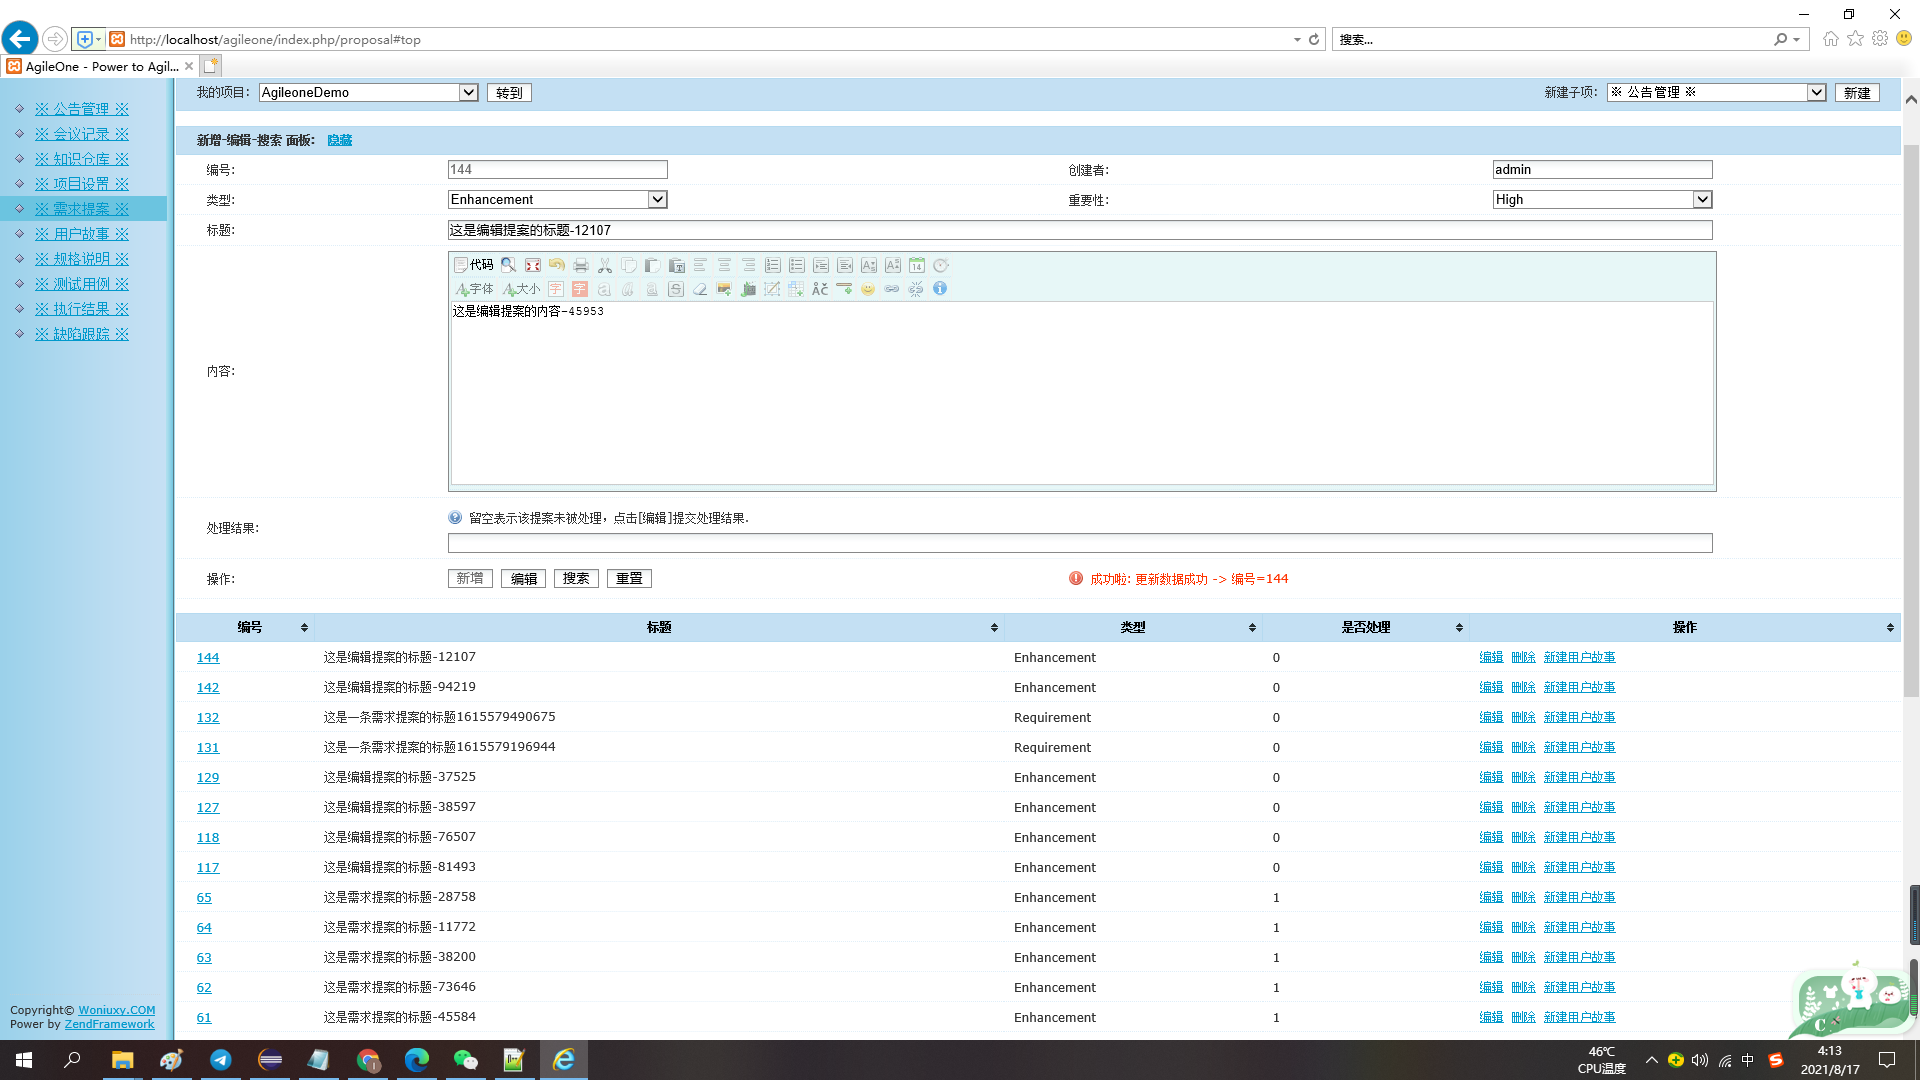 http://localhost/agileone/index.php/proposal#top
搜索...
AgileOne - Power to Agil...
我的项目: AgileoneDemo 转到 新建子项: ※ 公告管理 ※ 新建
※ 公告管理 ※
※ 会议记录 ※
※ 知识仓库 ※
※ 项目设置 ※
※ 需求提案 ※
※ 用户故事 ※
※ 规格说明 ※
※ 测试用例 ※
※ 执行结果 ※
※ 缺陷跟踪 ※
Copyright© Woniuxy.COM
Power by ZendFramework
新增-编辑-搜索 面板: 隐藏
编号: 144 创建者: admin
类型: Enhancement 重要性: High
标题: 这是编辑提案的标题-12107
代码
字体 大小
内容: 这是编辑提案的内容-45953
处理结果: 留空表示该提案未被处理，点击[编辑]提交处理结果.
操作: 新增 编辑 搜索 重置 成功啦: 更新数据成功 -> 编号=144
编号 标题 类型 是否处理 操作
144 这是编辑提案的标题-12107 Enhancement 0 编辑 删除 新建用户故事
142 这是编辑提案的标题-94219 Enhancement 0 编辑 删除 新建用户故事
132 这是一条需求提案的标题1615579490675 Requirement 0 编辑 删除 新建用户故事
131 这是一条需求提案的标题1615579196944 Requirement 0 编辑 删除 新建用户故事
129 这是编辑提案的标题-37525 Enhancement 0 编辑 删除 新建用户故事
127 这是编辑提案的标题-38597 Enhancement 0 编辑 删除 新建用户故事
118 这是编辑提案的标题-76507 Enhancement 0 编辑 删除 新建用户故事
117 这是编辑提案的标题-81493 Enhancement 0 编辑 删除 新建用户故事
65 这是需求提案的标题-28758 Enhancement 1 编辑 删除 新建用户故事
64 这是需求提案的标题-11772 Enhancement 1 编辑 删除 新建用户故事
63 这是需求提案的标题-38200 Enhancement 1 编辑 删除 新建用户故事
62 这是需求提案的标题-73646 Enhancement 1 编辑 删除 新建用户故事
61 这是需求提案的标题-45584 Enhancement 1 编辑 删除 新建用户故事
46℃
CPU温度
中
4:13
2021/8/17